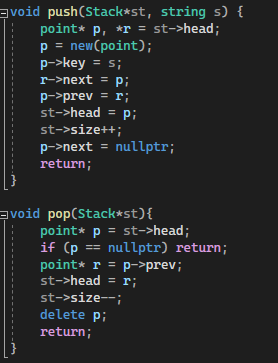 void push(Stack*st, string s) {
    point* p, *r = st->head;
    p = new(point);
    p->key = s;
    r->next = p;
    p->prev = r;
    st->head = p;
    st->size++;
    p->next = nullptr;
    return;
}
void pop(Stack*st){
    point* p = st->head;
    if (p == nullptr) return;
    point* r = p->prev;
    st->head = r;
    st->size--;
    delete p;
    return;
}